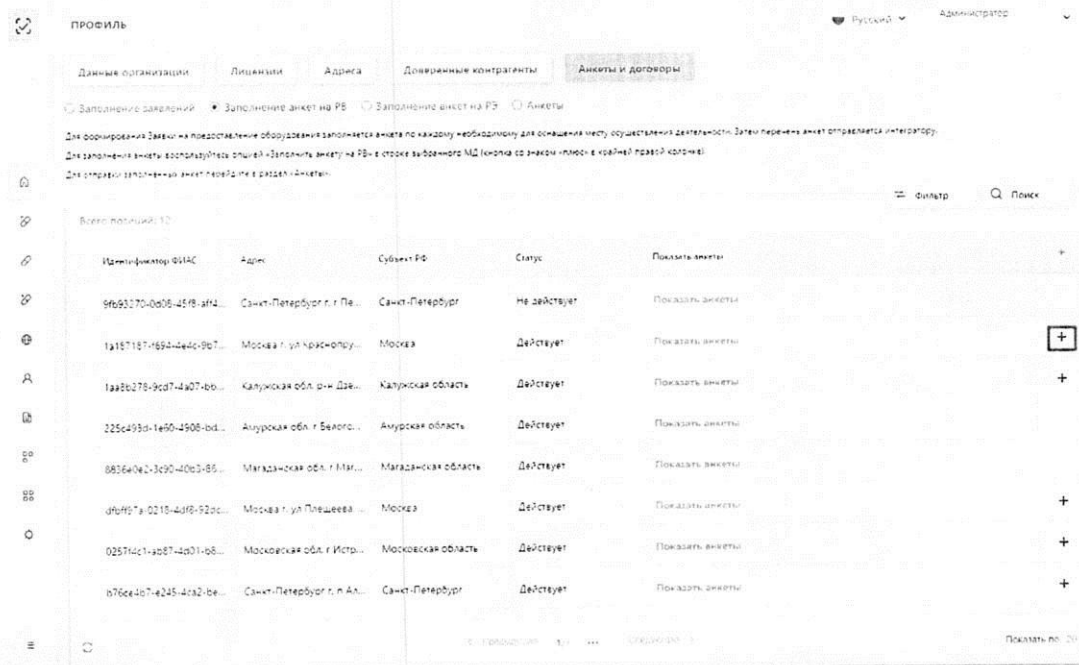 ПРОФИЛЬ
Русский
Администратор
Данные организации Лицензии Адреса Доверенные контрагенты Анкеты и договоры
Заполнение заявлений Заполнение анкет на РВ Заполнение анкет на РЭ Анкеты
Для формирования Заявки на предоставление оборудования заполняется анкета по каждому необходимому для оснащения месту осуществления деятельности. Затем перечень анкет отправляется интегратору.
Для заполнения анкеты воспользуйтесь опцией «Заполнить анкету на РВ» в строке выбранного МД (кнопка со знаком «плюс» в крайней правой колонке).
Для отправки заполненных анкет перейдите в раздел «Анкеты».
Фильтр Поиск
Всего позиций: 12
Идентификатор ФИАС Адрес Субъект РФ Статус Показать анкеты +
9fb93270-0d08-45f8-aff4... Санкт-Петербург г, г Пе... Санкт-Петербург Не действует Показать анкеты
1a187187-f694-4e4c-9b7... Москва г, ул Краснопру... Москва Действует Показать анкеты +
1aa8b278-9cd7-4a07-bb... Калужская обл, р-н Дзе... Калужская область Действует Показать анкеты +
225c493d-1e60-4908-bd... Амурская обл, г Белого... Амурская область Действует Показать анкеты
8836e0e2-3c90-40b3-86... Магаданская обл, г Маг... Магаданская область Действует Показать анкеты
dfbff97a-0218-4df8-92dc... Москва г, ул Плещеева ... Москва Действует Показать анкеты +
0257f4c1-ab87-4d01-b8... Московская обл, г Истр... Московская область Действует Показать анкеты +
b76ce4b7-e245-4ca2-be... Санкт-Петербург г, п Ал... Санкт-Петербург Действует Показать анкеты +
... Показать по: 20